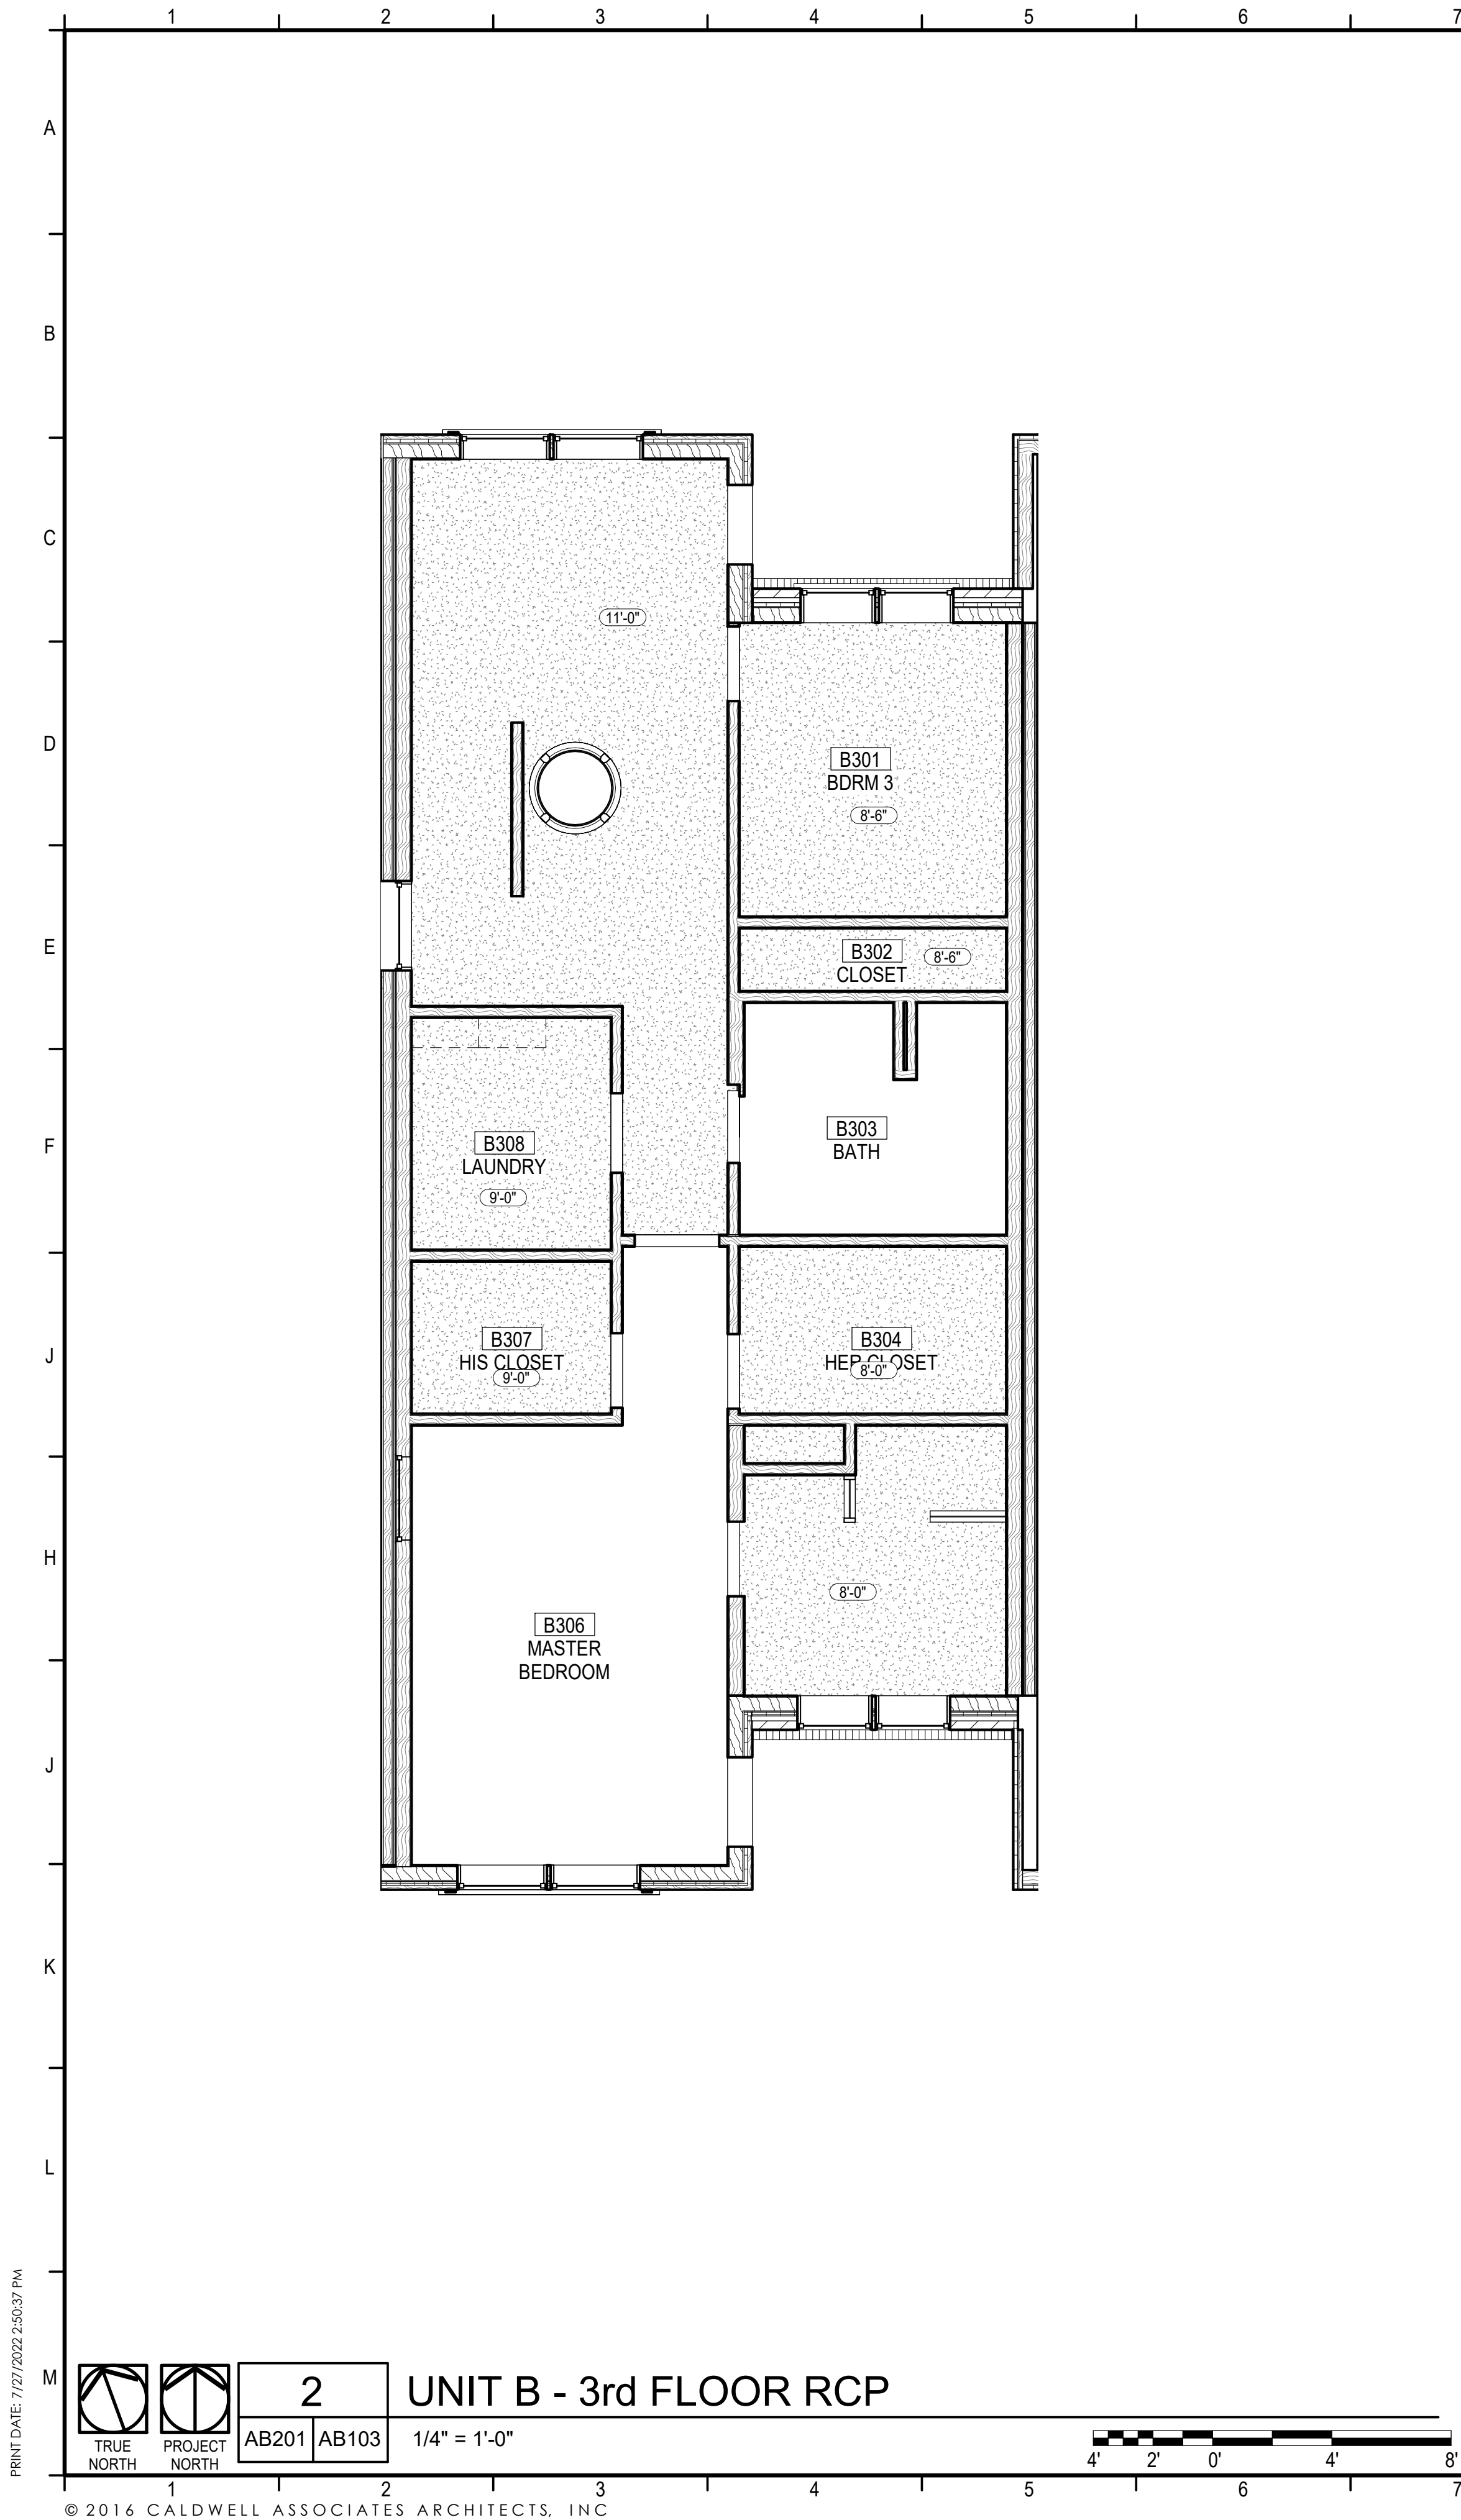 1 2 3 4 5 6 7
A
B
C
11'-0"
D
B301
BDRM 3
8'-6"
E
B302
8'-6"
CLOSET
F
B303
BATH
B308
LAUNDRY
9'-0"
J
B307
HIS CLOSET
9'-0"
B304
HER CLOSET
8'-0"
H
8'-0"
B306
MASTER
BEDROOM
J
K
L
M
PRINT DATE: 7/27/2022 2:50:37 PM
TRUE
NORTH
PROJECT
NORTH
2
AB201 AB103
UNIT B - 3rd FLOOR RCP
1/4" = 1'-0"
4' 2' 0' 4' 8'
1 2 3 4 5 6 7
© 2016 CALDWELL ASSOCIATES ARCHITECTS, INC